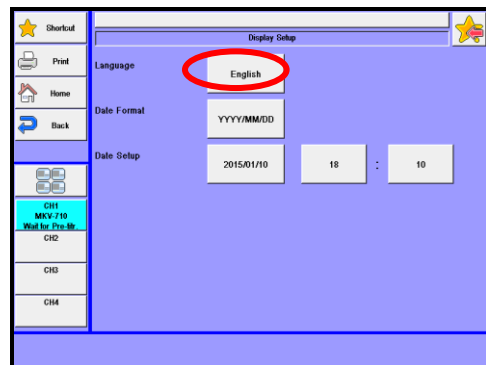 Shortcut
Display Setup
Print
Language
English
Home
Date Format
YYYY/MM/DD
Back
Date Setup
2015/01/10
18
:
10
CH1
MKV-710
Wait for Pre-Mr.
CH2
CH3
CH4